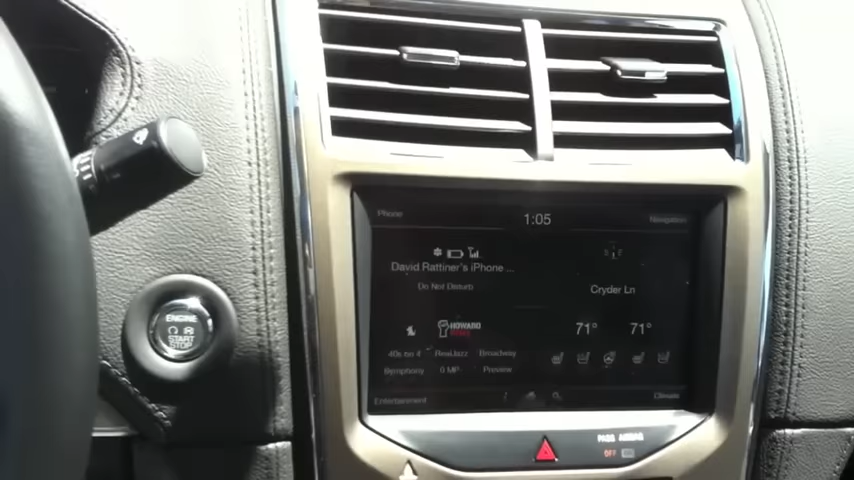 Phone
1:05
Navigation
David Rattiner's iPhone
Do Not Disturb
Cryder Ln
HOWARD
71° 71°
40s on 4 RealJazz Broadway
Symphony 0 MP Preview
Entertainment
Climate
ENGINE
START
STOP
PASS AIRBAG
OFF